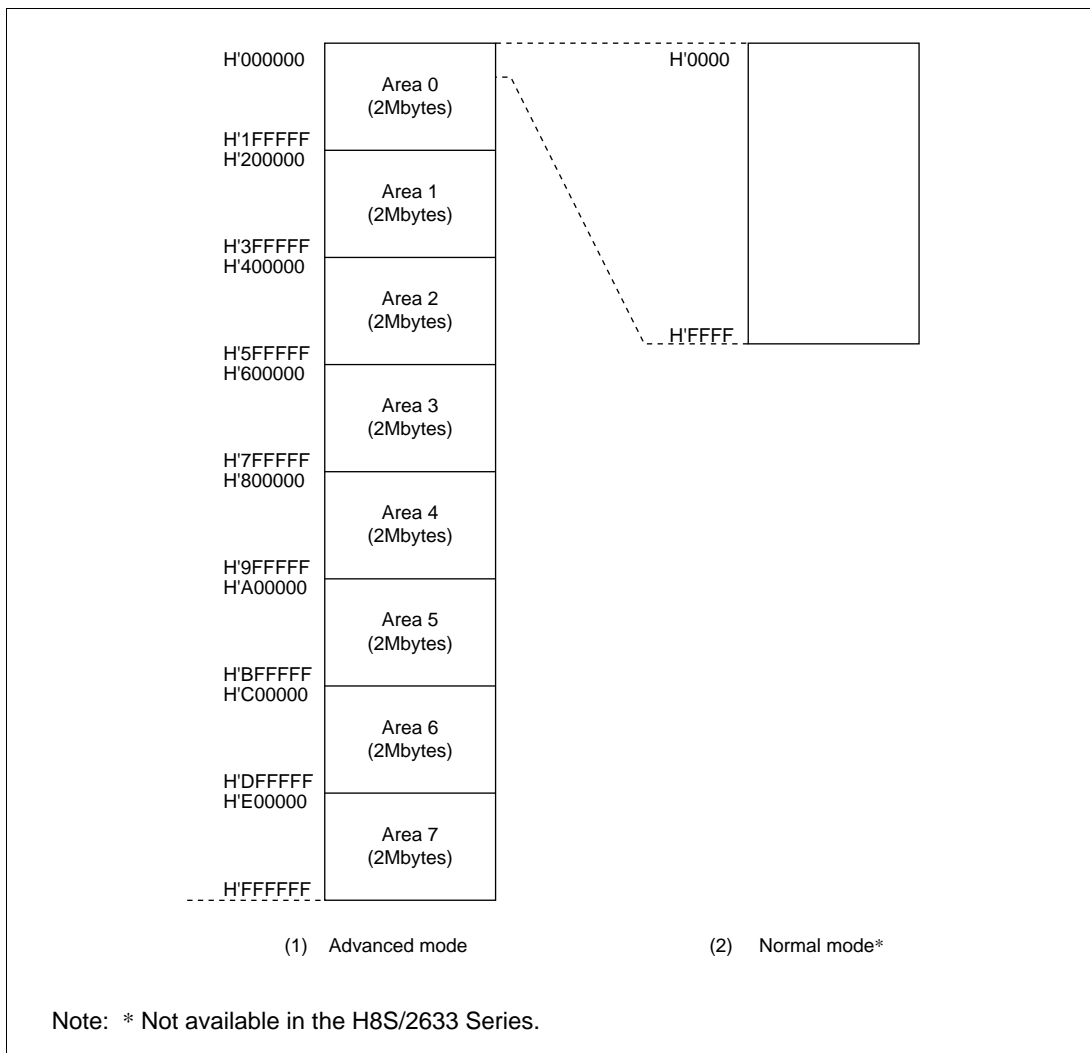 H'000000
Area 0
(2Mbytes)
H'1FFFFF
H'200000
Area 1
(2Mbytes)
H'3FFFFF
H'400000
Area 2
(2Mbytes)
H'5FFFFF
H'600000
Area 3
(2Mbytes)
H'7FFFFF
H'800000
Area 4
(2Mbytes)
H'9FFFFF
H'A00000
Area 5
(2Mbytes)
H'BFFFFF
H'C00000
Area 6
(2Mbytes)
H'DFFFFF
H'E00000
Area 7
(2Mbytes)
H'FFFFFF
(1) Advanced mode
H'0000
H'FFFF
(2) Normal mode*
Note: * Not available in the H8S/2633 Series.